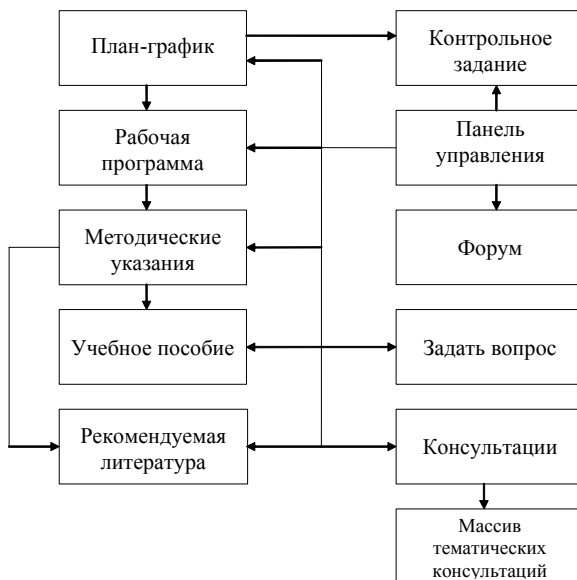 План-график
Контрольное
задание
Рабочая
программа
Панель
управления
Методические
указания
Форум
Учебное пособие
Задать вопрос
Рекомендуемая
литература
Консультации
Массив
тематических
консультаций